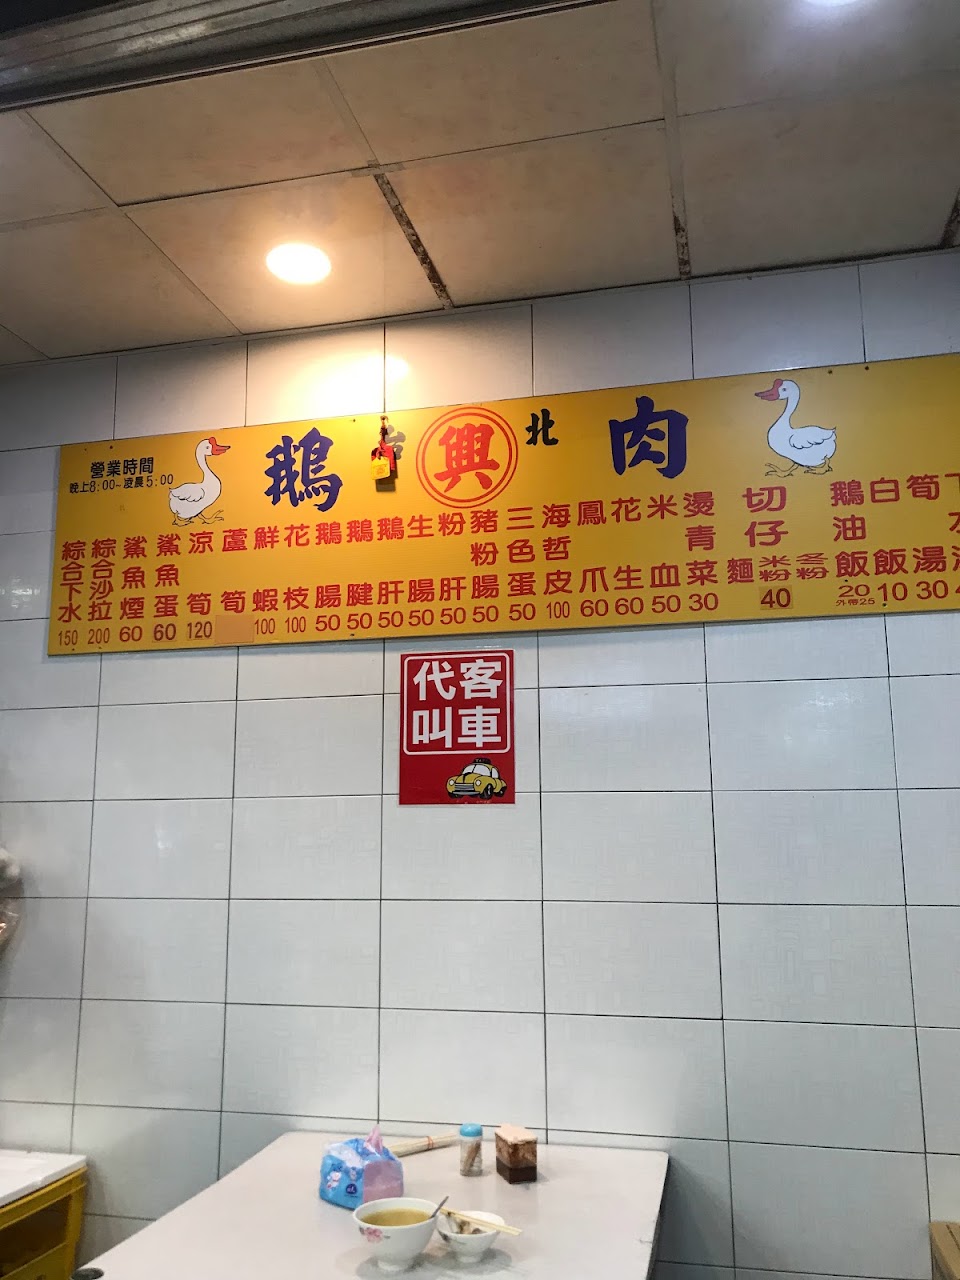 鵝 台 興 北 肉
營業時間
晚上8:00~凌晨5:00
綜合下水 150
綜合沙拉 200
鯊魚煙 60
鯊魚蛋 60
涼筍 120
蘆筍
鮮蝦 100
花枝 100
鵝腸 50
鵝腱 50
鵝肝 50
生腸 50
粉肝 50
豬粉腸 50
三色蛋 50
海哲皮 100
鳳爪 60
花生 60
米血 50
燙青菜 30
切仔麵 米粉 冬粉 40
鵝油飯 20 外帶25
白飯 10
筍湯 30
代客
叫車